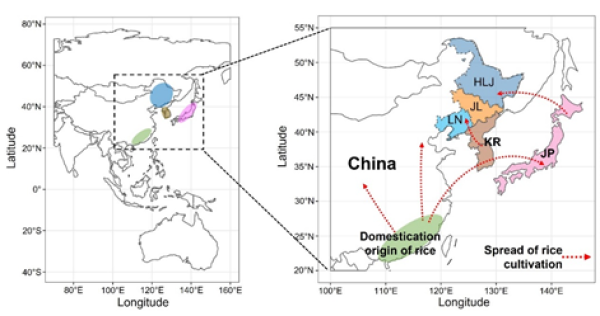 80°N
60°N
40°N
20°N
0°
20°S
40°S
Latitude
80°E 100°E 120°E 140°E 160°E
Longitude
55°N
50°N
45°N
40°N
35°N
30°N
25°N
20°N
Latitude
HLJ
JL
LN
KR
JP
China
Domestication
origin of rice
Spread of rice
cultivation
100°E 110°E 120°E 130°E 140°E
Longitude